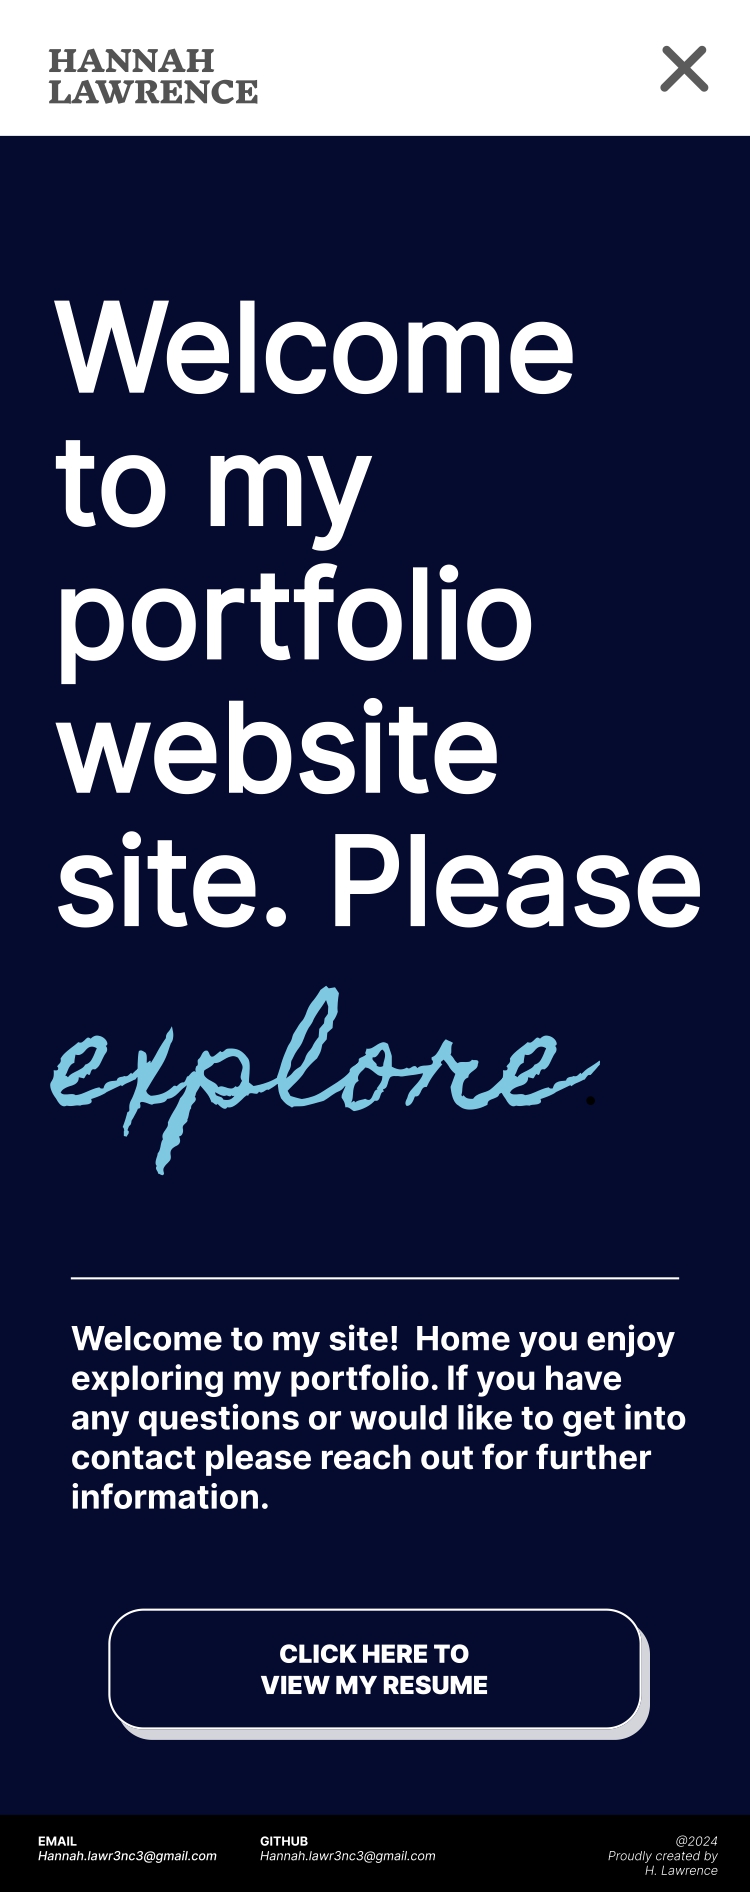 HANNAH
LAWRENCE
Welcome
to my
portfolio
website
site. Please
explore.
Welcome to my site!  Home you enjoy
exploring my portfolio. If you have
any questions or would like to get into
contact please reach out for further
information.
CLICK HERE TO
VIEW MY RESUME
EMAIL
Hannah.lawr3nc3@gmail.com
GITHUB
Hannah.lawr3nc3@gmail.com
@2024
Proudly created by
H. Lawrence